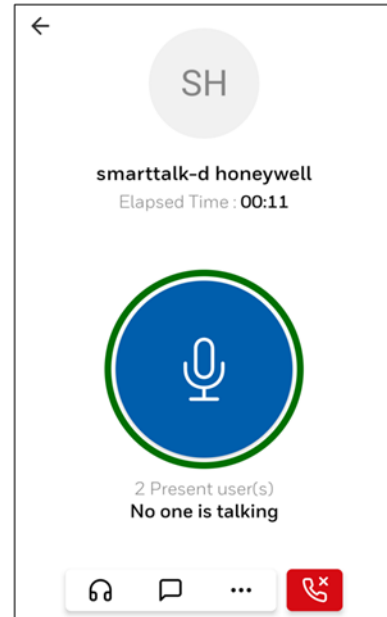 SH
smarttalk-d honeywell
Elapsed Time : 00:11
2 Present user(s)
No one is talking